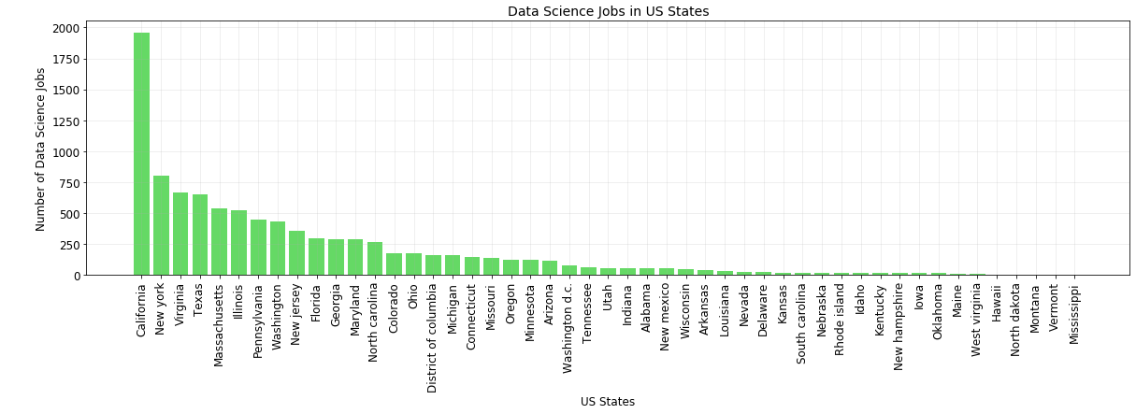 Data Science Jobs in US States
Number of Data Science Jobs
2000
1750
1500
1250
1000
750
500
250
0
California
New york
Virginia
Texas
Massachusetts
Illinois
Pennsylvania
Washington
New jersey
Florida
Georgia
Maryland
North carolina
Colorado
Ohio
District of columbia
Michigan
Connecticut
Missouri
Oregon
Minnesota
Arizona
Washington d.c.
Tennessee
Utah
Indiana
Alabama
New mexico
Wisconsin
Arkansas
Louisiana
Nevada
Delaware
Kansas
South carolina
Nebraska
Rhode island
Idaho
Kentucky
New hampshire
Iowa
Oklahoma
Maine
West virginia
Hawaii
North dakota
Montana
Vermont
Mississippi
US States